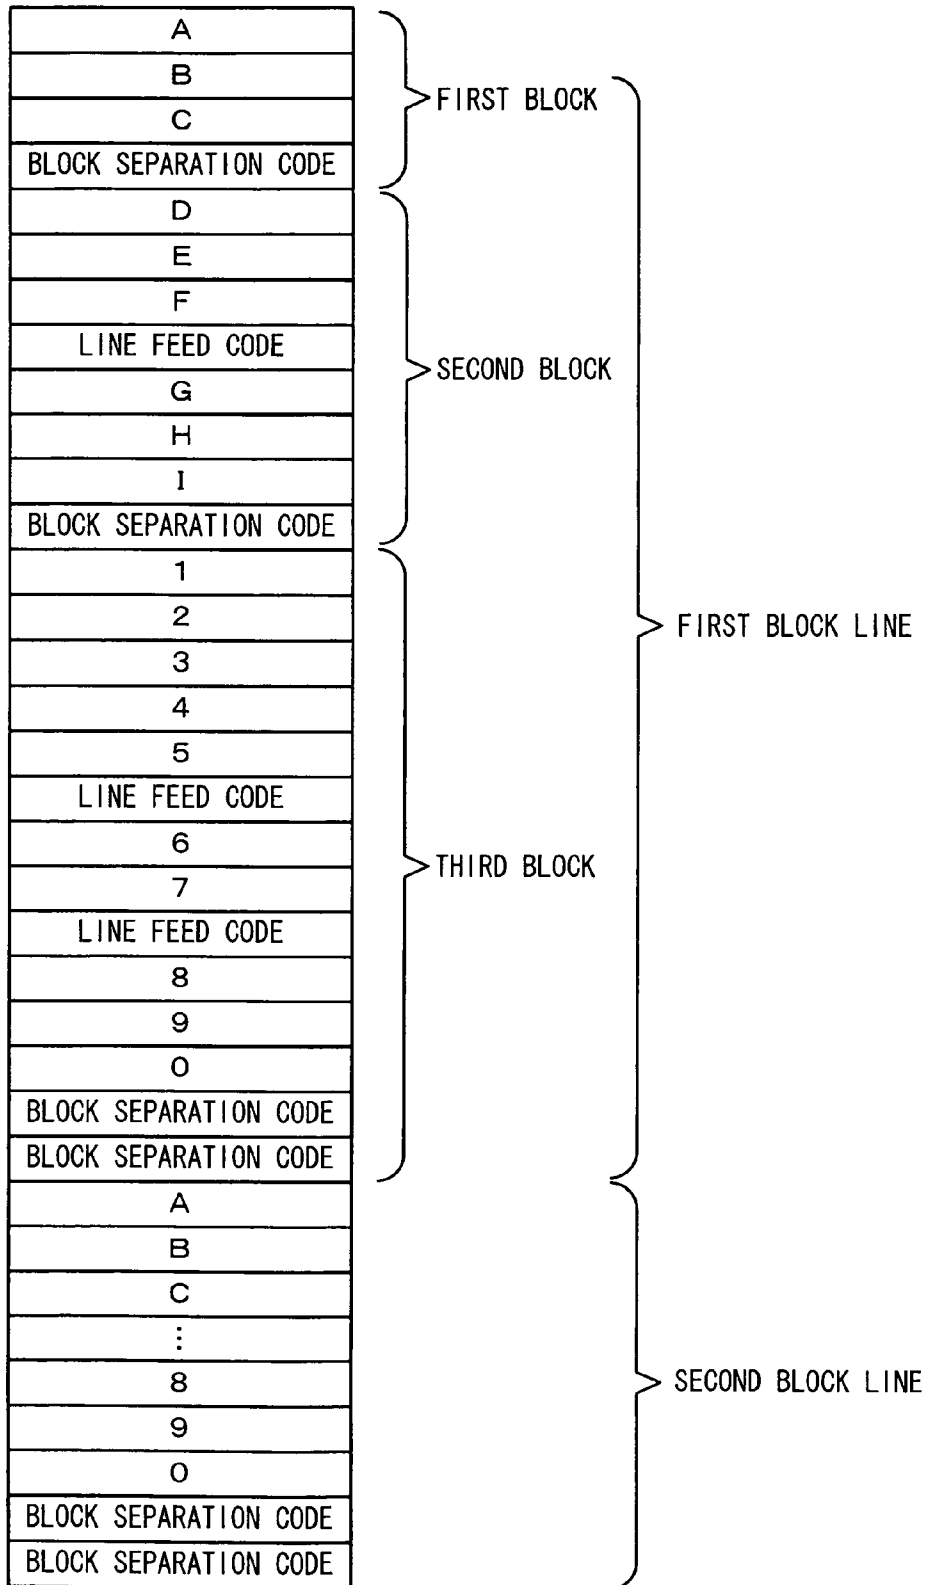 A
B
C
BLOCK SEPARATION CODE
FIRST BLOCK
D
E
F
LINE FEED CODE
G
H
I
BLOCK SEPARATION CODE
SECOND BLOCK
1
2
3
4
5
LINE FEED CODE
6
7
LINE FEED CODE
8
9
0
BLOCK SEPARATION CODE
BLOCK SEPARATION CODE
THIRD BLOCK
FIRST BLOCK LINE
A
B
C
⋮
8
9
0
BLOCK SEPARATION CODE
BLOCK SEPARATION CODE
SECOND BLOCK LINE